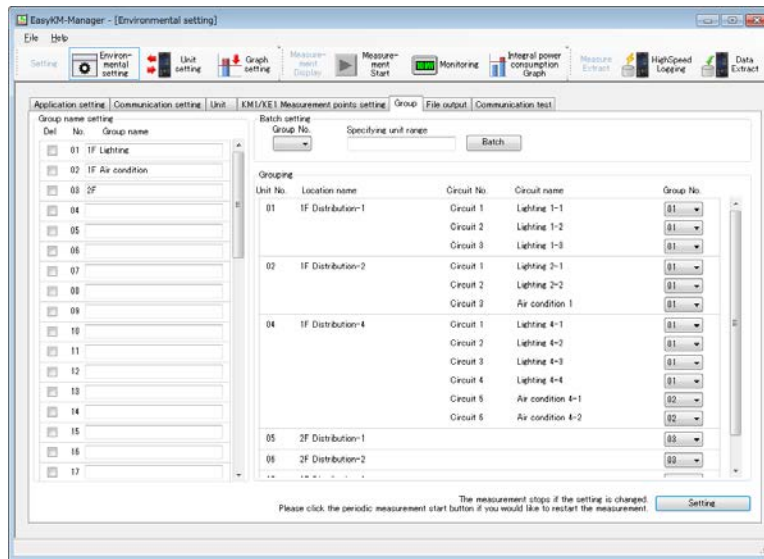 EasyKM-Manager - [Environmental setting]
File Help
Setting
Environ-
mental
setting
Unit
setting
Graph
setting
Measure-
ment
Display
Measure-
ment
Start
Monitoring
Integral power
consumption
Graph
Measure
Extract
HighSpeed
Logging
Data
Extract
Application setting Communication setting Unit KM1/KE1 Measurement points setting Group File output Communication test
Group name setting
Del No. Group name
01 1F Lighting
02 1F Air condition
03 2F
04
05
06
07
08
09
10
11
12
13
14
15
16
17
Batch setting
Group No. Specifying unit range
Batch
Grouping
Unit No. Location name Circuit No. Circuit name Group No.
01 1F Distribution-1 Circuit 1 Lighting 1-1 01
Circuit 2 Lighting 1-2 01
Circuit 3 Lighting 1-3 01
02 1F Distribution-2 Circuit 1 Lighting 2-1 01
Circuit 2 Lighting 2-2 01
Circuit 3 Air condition 1 01
04 1F Distribution-4 Circuit 1 Lighting 4-1 01
Circuit 2 Lighting 4-2 01
Circuit 3 Lighting 4-3 01
Circuit 4 Lighting 4-4 01
Circuit 5 Air condition 4-1 02
Circuit 6 Air condition 4-2 02
05 2F Distribution-1 03
06 2F Distribution-2 03
The measurement stops if the setting is changed.
Please click the periodic measurement start button if you would like to restart the measurement.
Setting